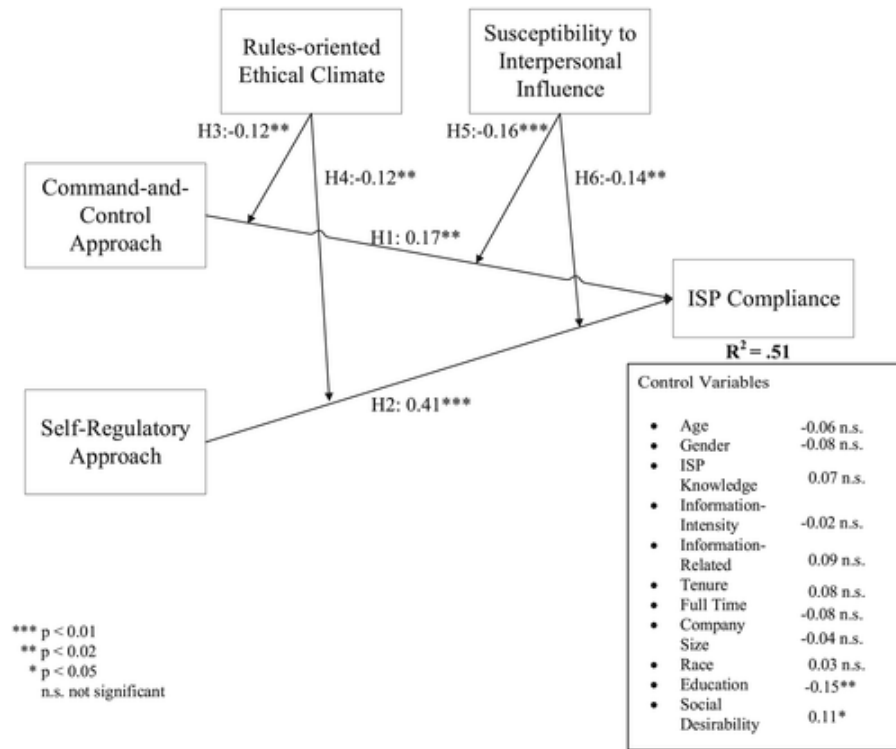 Rules-oriented
Ethical Climate
Susceptibility to
Interpersonal
Influence
H3:-0.12**
H5:-0.16***
H4:-0.12**
H6:-0.14**
Command-and-
Control
Approach
H1: 0.17**
ISP Compliance
R² = .51
H2: 0.41***
Self-Regulatory
Approach
Control Variables
• Age -0.06 n.s.
• Gender -0.08 n.s.
• ISP
Knowledge 0.07 n.s.
• Information-
Intensity -0.02 n.s.
• Information-
Related 0.09 n.s.
• Tenure 0.08 n.s.
• Full Time -0.08 n.s.
• Company
Size -0.04 n.s.
• Race 0.03 n.s.
• Education -0.15**
• Social
Desirability 0.11*
*** p < 0.01
** p < 0.02
* p < 0.05
n.s. not significant